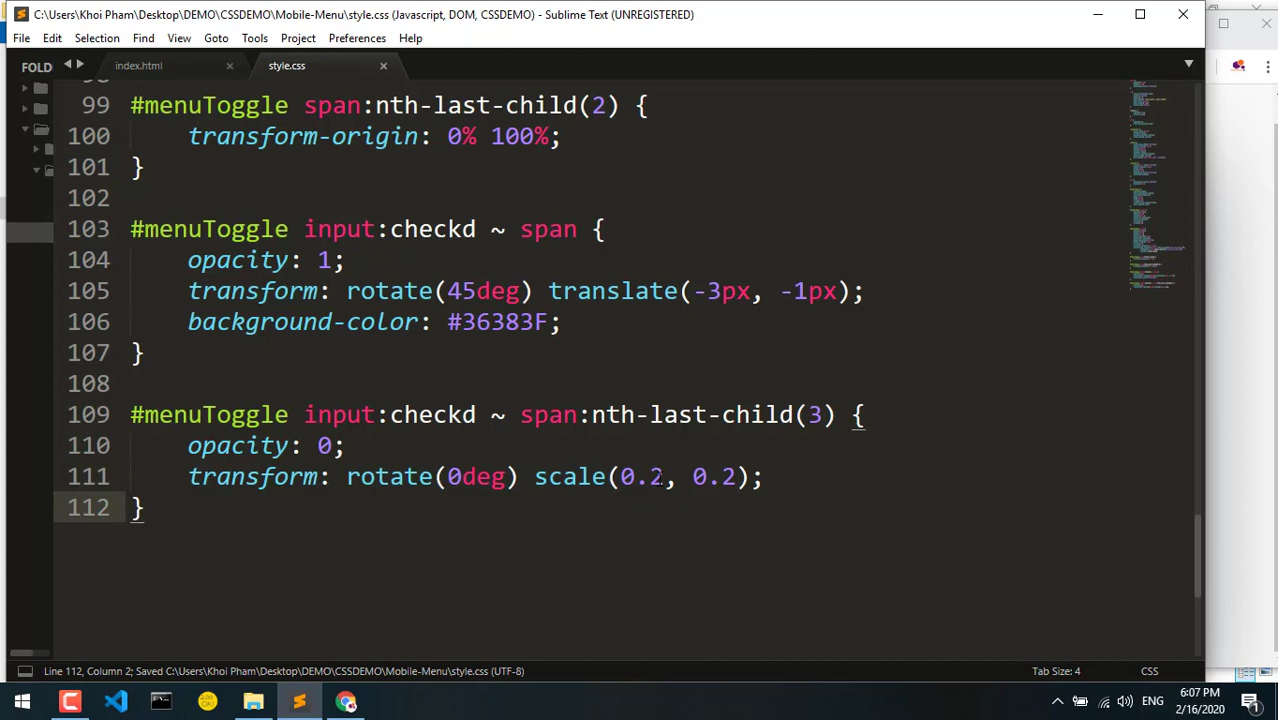 C:\Users\Khoi Pham\Desktop\DEMO\CSSDEMO\Mobile-Menu\style.css (Javascript, DOM, CSSDEMO) - Sublime Text (UNREGISTERED)
File Edit Selection Find View Goto Tools Project Preferences Help
FOLD index.html style.css
99 #menuToggle span:nth-last-child(2) {
100 transform-origin: 0% 100%;
101 }
102
103 #menuToggle input:checkd ~ span {
104 opacity: 1;
105 transform: rotate(45deg) translate(-3px, -1px);
106 background-color: #36383F;
107 }
108
109 #menuToggle input:checkd ~ span:nth-last-child(3) {
110 opacity: 0;
111 transform: rotate(0deg) scale(0.2, 0.2);
112 }
Line 112, Column 2; Saved C:\Users\Khoi Pham\Desktop\DEMO\CSSDEMO\Mobile-Menu\style.css (UTF-8) Tab Size: 4 CSS
ENG 6:07 PM
2/16/2020